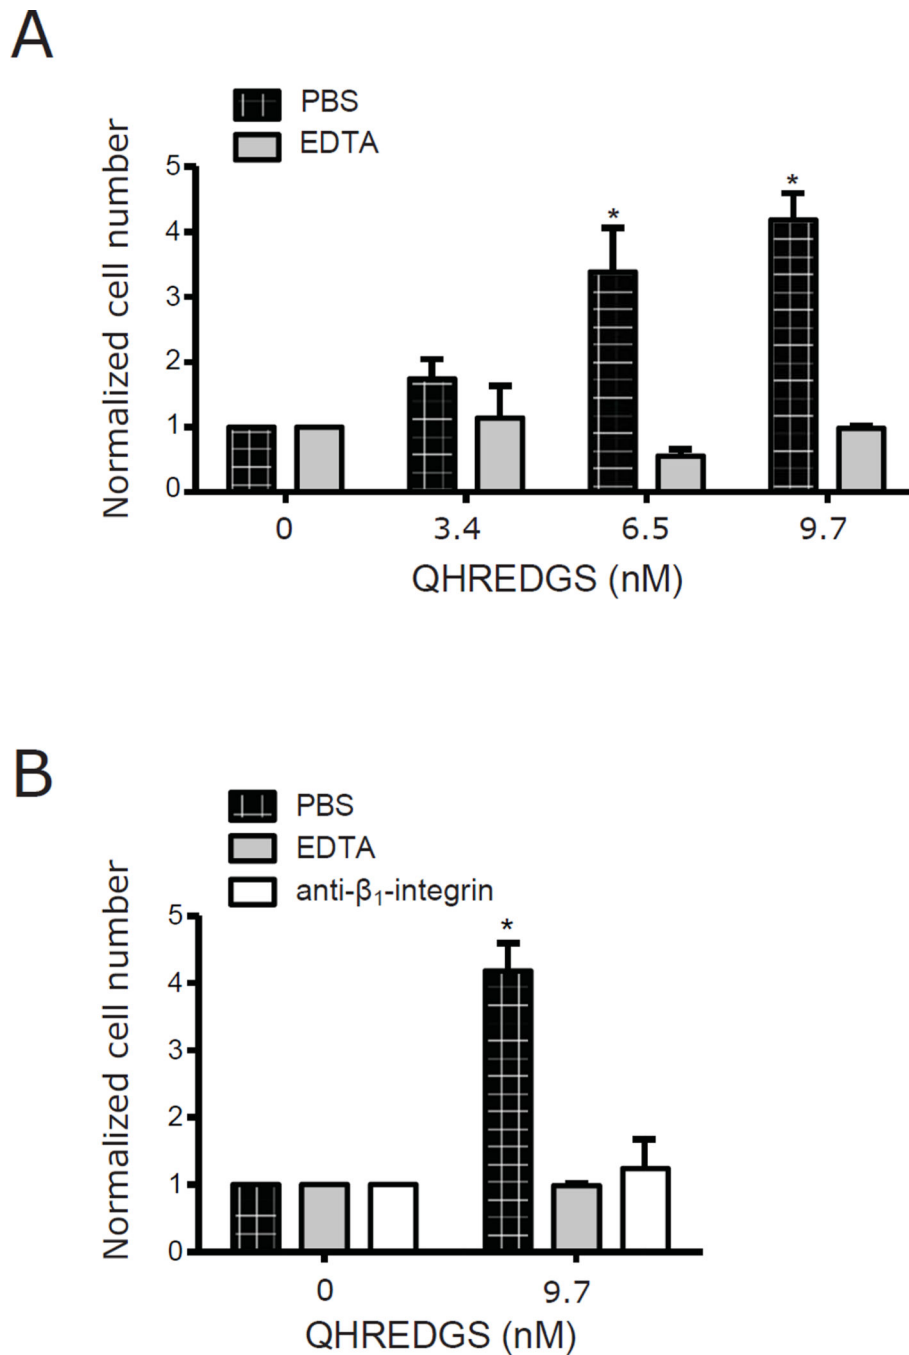 A
PBS
EDTA
Normalized cell number
5
4
3
2
1
0
*
*
0
3.4
6.5
9.7
QHREDGS (nM)
B
PBS
EDTA
anti-β₁-integrin
Normalized cell number
5
4
3
2
1
0
*
0
9.7
QHREDGS (nM)